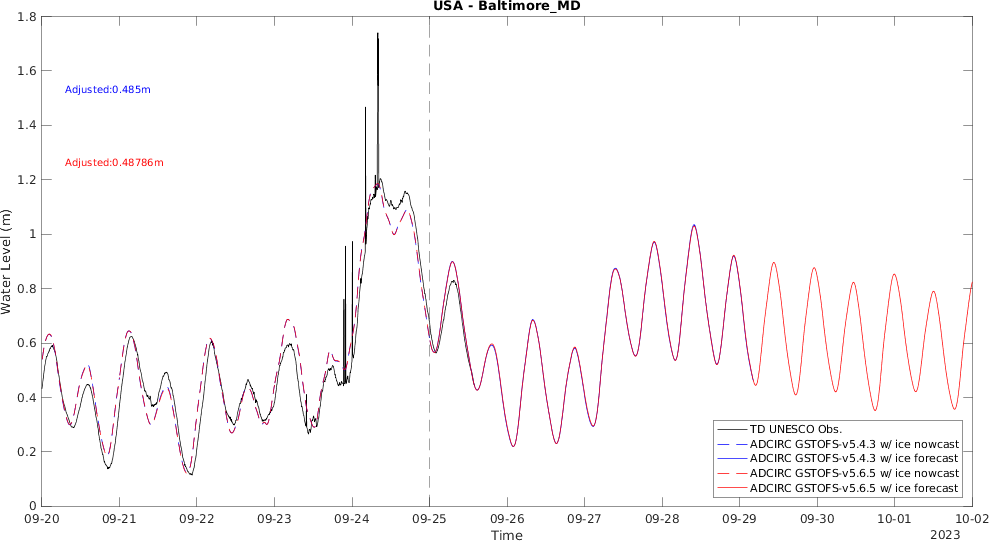 USA - Baltimore_MD
1.8
1.6
1.4
1.2
1
0.8
0.6
0.4
0.2
0
Water Level (m)
Adjusted:0.485m
Adjusted:0.48786m
TD UNESCO Obs.
ADCIRC GSTOFS-v5.4.3 w/ ice nowcast
ADCIRC GSTOFS-v5.4.3 w/ ice forecast
ADCIRC GSTOFS-v5.6.5 w/ ice nowcast
ADCIRC GSTOFS-v5.6.5 w/ ice forecast
09-20 09-21 09-22 09-23 09-24 09-25 09-26 09-27 09-28 09-29 09-30 10-01 10-02
Time
2023